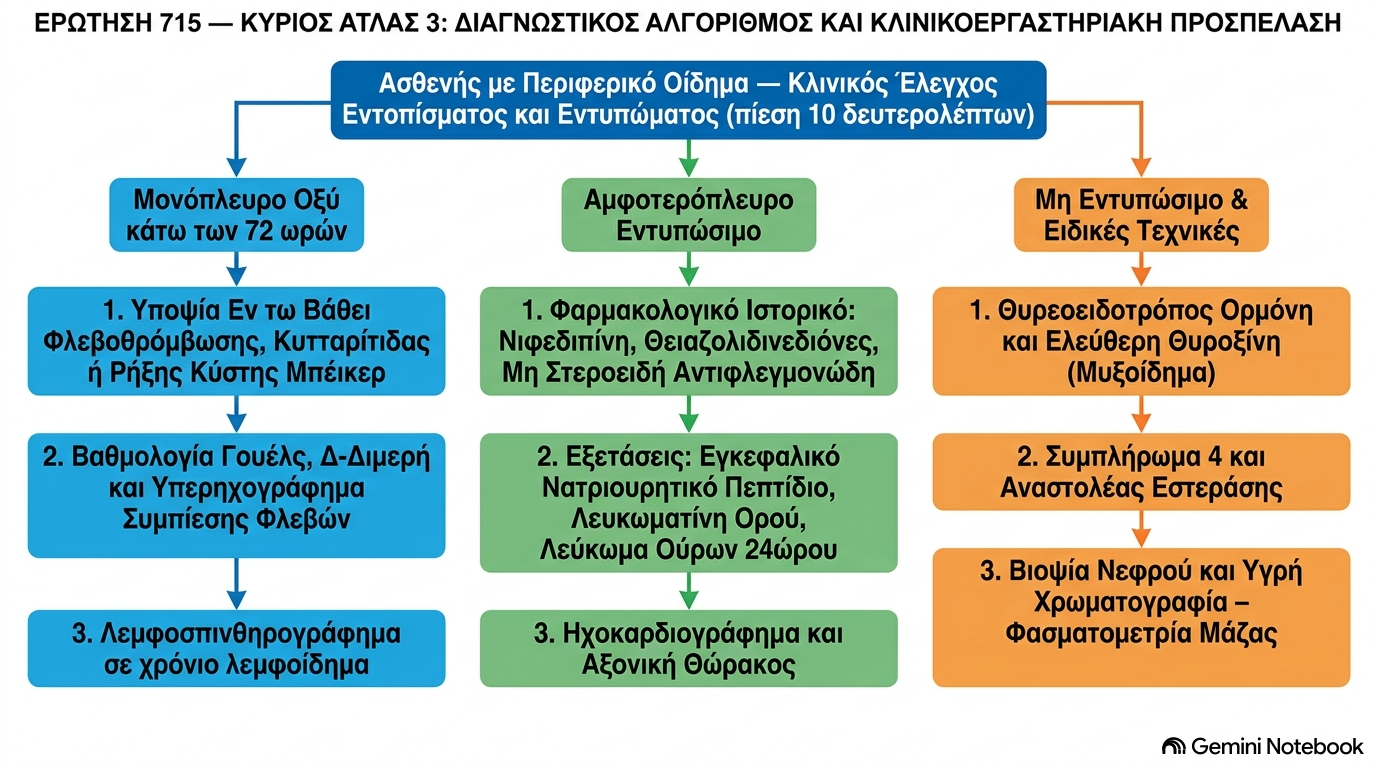 ΕΡΩΤΗΣΗ 715 — ΚΥΡΙΟΣ ΑΤΛΑΣ 3: ΔΙΑΓΝΩΣΤΙΚΟΣ ΑΛΓΟΡΙΘΜΟΣ ΚΑΙ ΚΛΙΝΙΚΟΕΡΓΑΣΤΗΡΙΑΚΗ ΠΡΟΣΠΕΛΑΣΗ
Ασθενής με Περιφερικό Οίδημα — Κλινικός Έλεγχος
Εντοπίσματος και Εντυπώματος (πίεση 10 δευτερολέπτων)
Μονόπλευρο Οξύ
κάτω των 72 ωρών
1. Υποψία Εν τω Βάθει
Φλεβοθρόμβωσης, Κυτταρίτιδας
ή Ρήξης Κύστης Μπέικερ
2. Βαθμολογία Γουέλς, Δ-Διμερή
και Υπερηχογράφημα
Συμπίεσης Φλεβών
3. Λεμφοσπινθηρογράφημα
σε χρόνιο λεμφοίδημα
Αμφοτερόπλευρο
Εντυπώσιμο
1. Φαρμακολογικό Ιστορικό:
Νιφεδιπίνη, Θειαζολιδινεδιόνες,
Μη Στεροειδή Αντιφλεγμονώδη
2. Εξετάσεις: Εγκεφαλικό
Νατριουρητικό Πεπτίδιο,
Λευκωματίνη Ορού,
Λεύκωμα Ούρων 24ώρου
3. Ηχοκαρδιογράφημα και
Αξονική Θώρακος
Μη Εντυπώσιμο &
Ειδικές Τεχνικές
1. Θυρεοειδοτρόπος Ορμόνη
και Ελεύθερη Θυροξίνη
(Μυξοίδημα)
2. Συμπλήρωμα 4 και
Αναστολέας Εστεράσης
3. Βιοψία Νεφρού και Υγρή
Χρωματογραφία –
Φασματομετρία Μάζας
Gemini Notebook